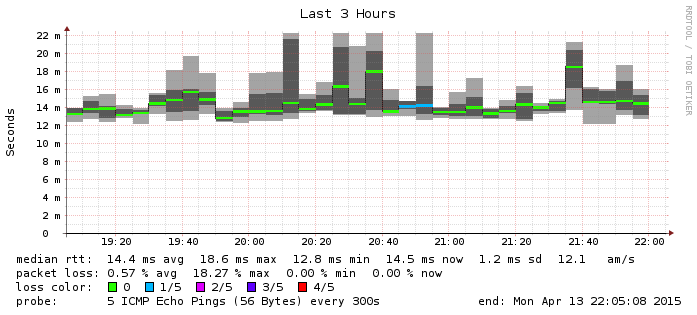 Last 3 Hours
RRDTOOL / TOBI OETIKER
Seconds
22 m
20 m
18 m
16 m
14 m
12 m
10 m
8 m
6 m
4 m
2 m
0
19:20 19:40 20:00 20:20 20:40 21:00 21:20 21:40 22:00
median rtt: 14.4 ms avg 18.6 ms max 12.8 ms min 14.5 ms now 1.2 ms sd 12.1 am/s
packet loss: 0.57 % avg 18.27 % max 0.00 % min 0.00 % now
loss color: 0 1/5 2/5 3/5 4/5
probe: 5 ICMP Echo Pings (56 Bytes) every 300s end: Mon Apr 13 22:05:08 2015